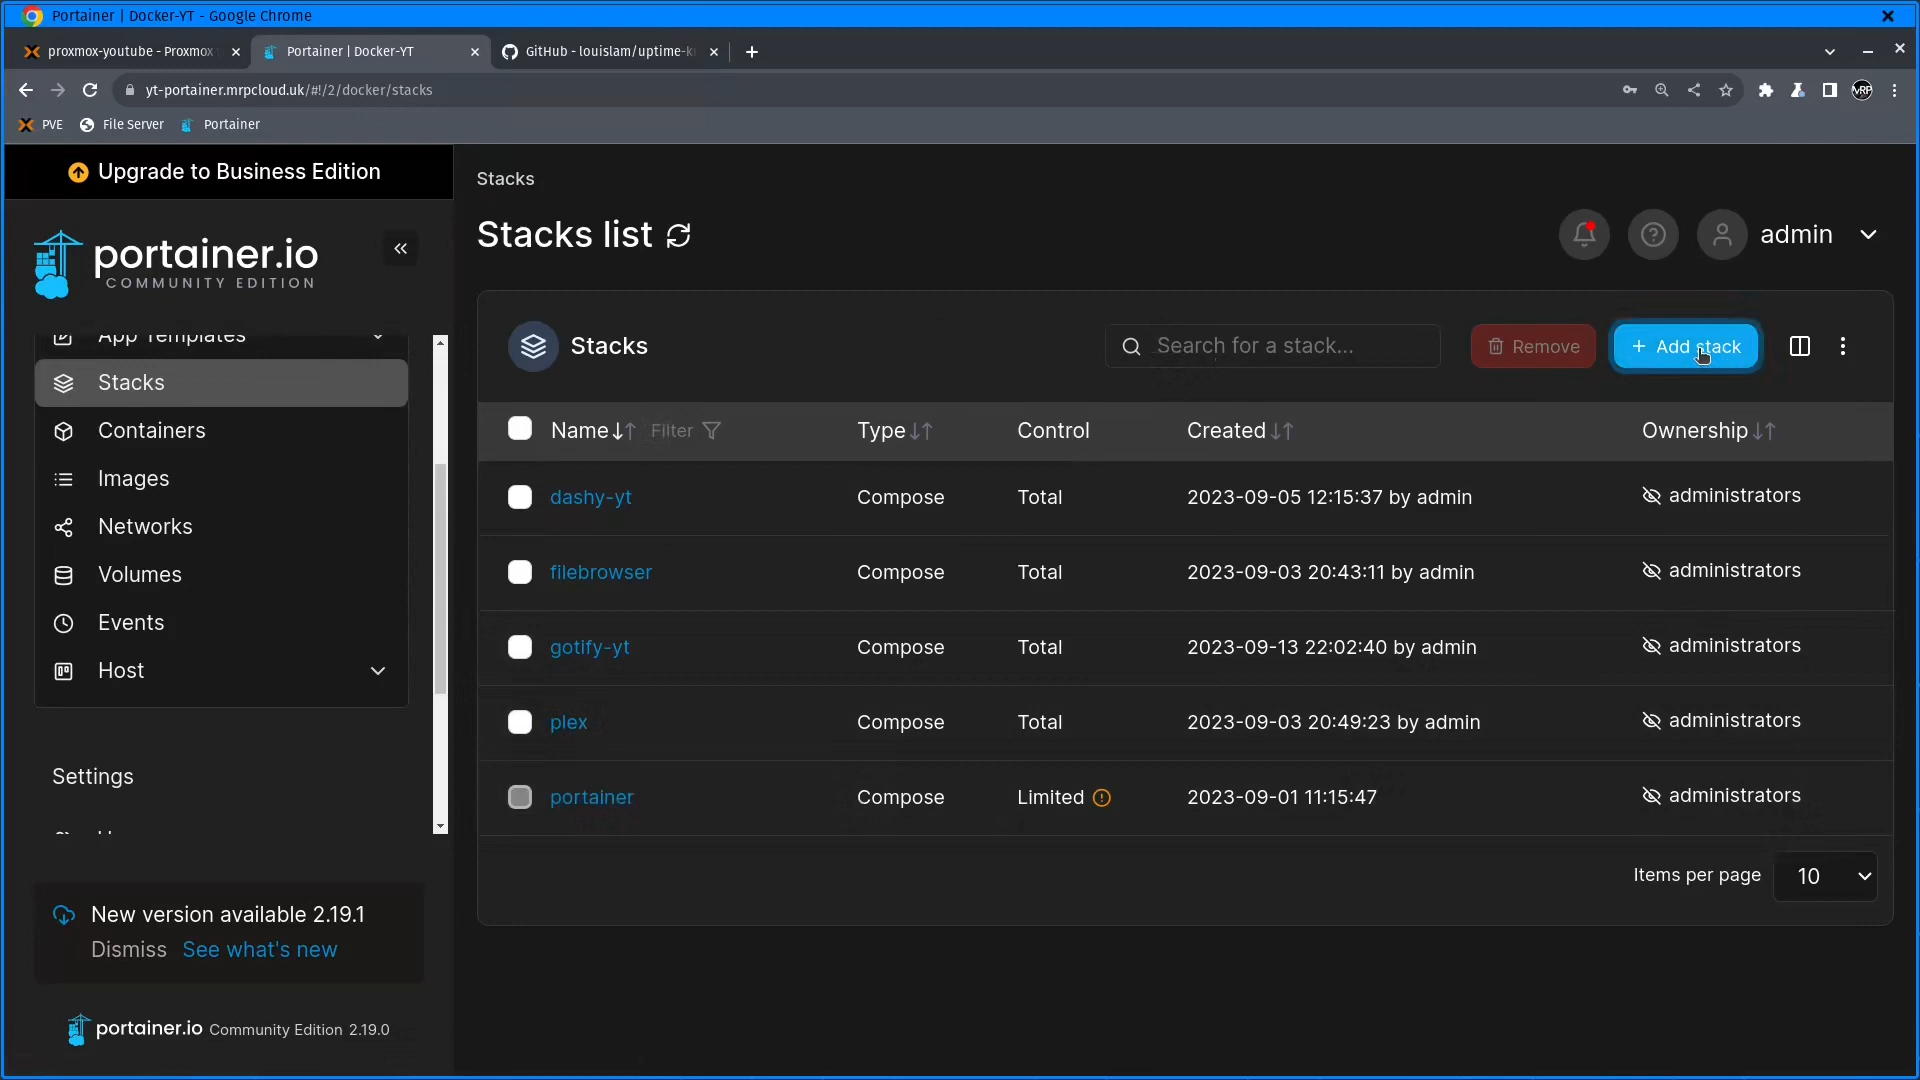 Portainer | Docker-YT - Google Chrome
proxmox-youtube - Proxmox
Portainer | Docker-YT
GitHub - louislam/uptime-k
yt-portainer.mrpcloud.uk/#!/2/docker/stacks
VRP
PVE
File Server
Portainer
Upgrade to Business Edition
portainer.io
COMMUNITY EDITION
App Templates
Stacks
Containers
Images
Networks
Volumes
Events
Host
Settings
New version available 2.19.1
Dismiss See what's new
portainer.io Community Edition 2.19.0
Stacks
Stacks list
admin
Stacks
Search for a stack...
Remove
+ Add stack
Name Filter Type Control Created Ownership
dashy-yt Compose Total 2023-09-05 12:15:37 by admin administrators
filebrowser Compose Total 2023-09-03 20:43:11 by admin administrators
gotify-yt Compose Total 2023-09-13 22:02:40 by admin administrators
plex Compose Total 2023-09-03 20:49:23 by admin administrators
portainer Compose Limited 2023-09-01 11:15:47 administrators
Items per page 10